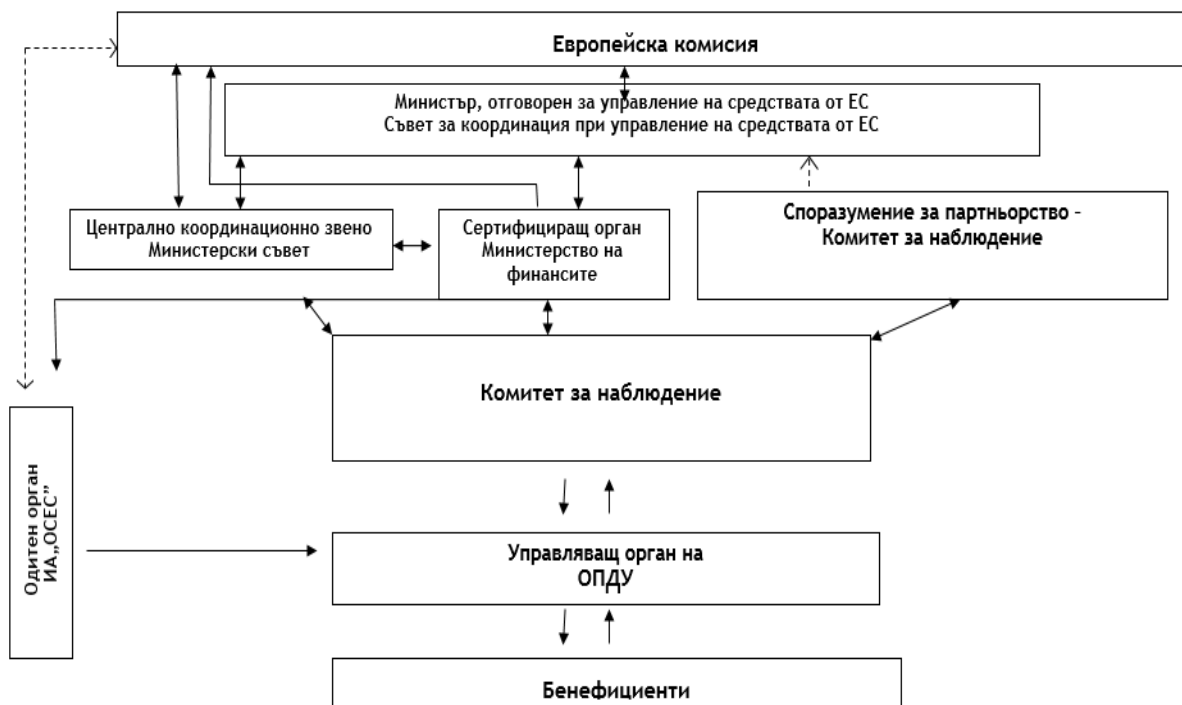 Европейска комисия
Министър, отговорен за управление на средствата от ЕС
Съвет за координация при управление на средствата от ЕС
Централно координационно звено
Министерски съвет
Сертифициращ орган
Министерство на
финансите
Споразумение за партньорство -
Комитет за наблюдение
Комитет за наблюдение
Одитен орган
ИА„ОСЕС”
Управляващ орган на
ОПДУ
Бенефициенти